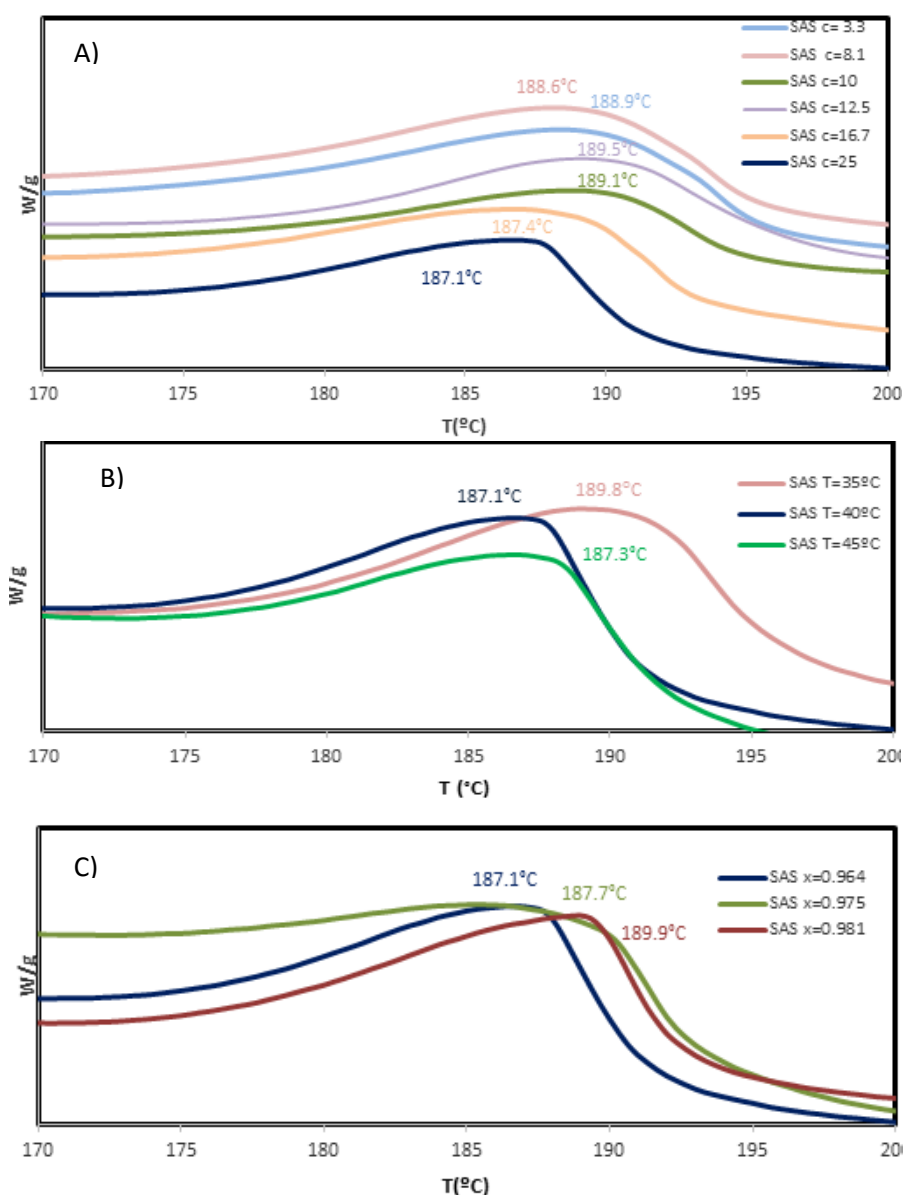 A)
SAS c= 3.3
SAS c=8.1
SAS c=10
SAS c=12.5
SAS c=16.7
SAS c=25
188.6°C
188.9°C
189.5°C
189.1°C
187.4°C
187.1°C
W/g
170 175 180 185 190 195 200
T(ºC)
B)
187.1°C
189.8°C
187.3°C
SAS T=35ºC
SAS T=40ºC
SAS T=45ºC
W/g
170 175 180 185 190 195 200
T (°C)
C)
187.1°C
187.7°C
189.9°C
SAS x=0.964
SAS x=0.975
SAS x=0.981
W/g
170 175 180 185 190 195 20
T(ºC)